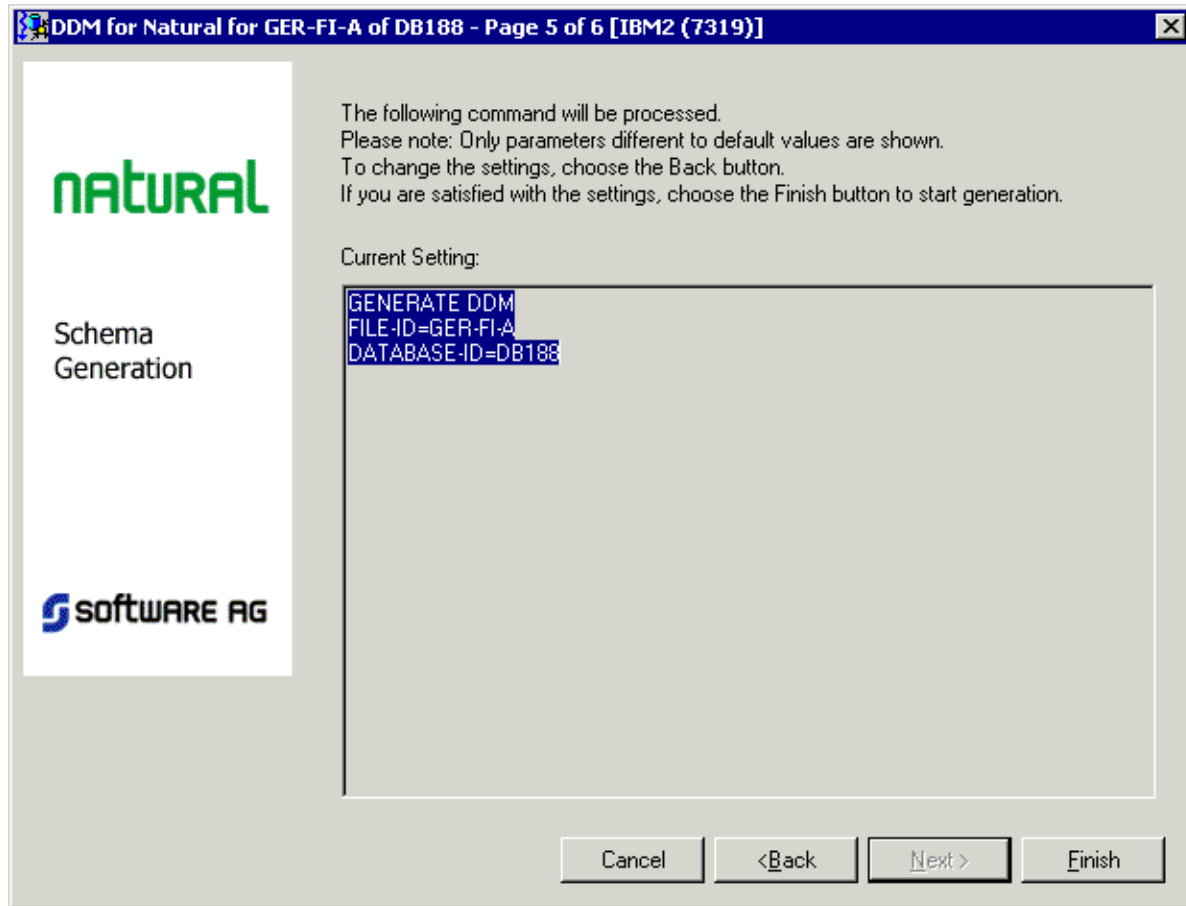 DDM for Natural for GER-FI-A of DB188 - Page 5 of 6 [IBM2 (7319)]
The following command will be processed.
Please note: Only parameters different to default values are shown.
To change the settings, choose the Back button.
If you are satisfied with the settings, choose the Finish button to start generation.
natural
Current Setting:
GENERATE DDM
FILE-ID=GER-FI-A
DATABASE-ID=DB188
Schema
Generation
software AG
Cancel
<Back
Next >
Finish